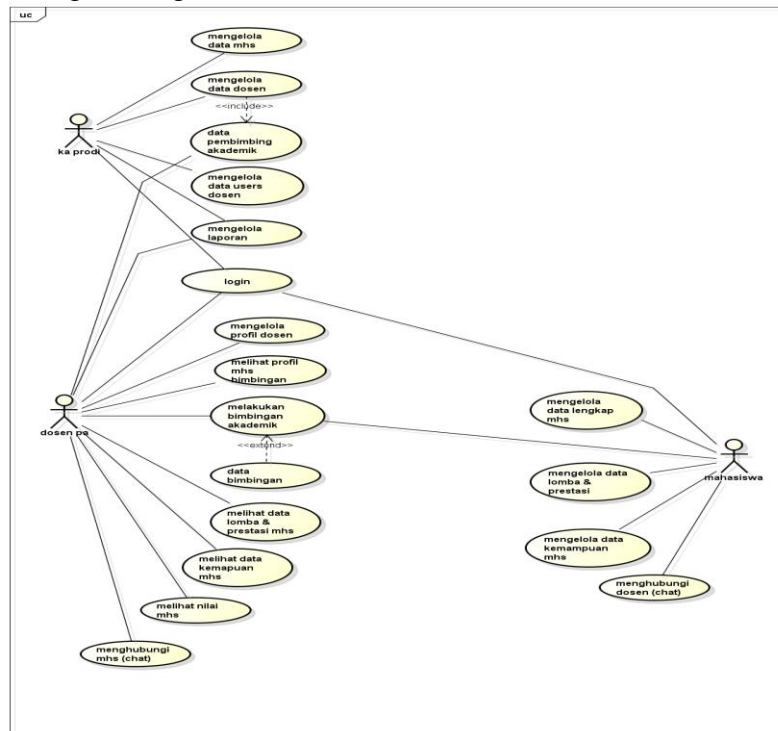 uc
mengelola
data mhs
mengelola
data dosen
<<include>>
data
pembimbing
akademik
ka prodi
mengelola
data users
dosen
mengelola
laporan
login
mengelola
profil dosen
melihat profil
mhs
bimbingan
melakukan
bimbingan
akademik
dosen pa
<<extend>>
data
bimbingan
melihat data
lomba &
prestasi mhs
melihat data
kemapuan
mhs
melihat nilai
mhs
menghubungi
mhs (chat)
mengelola
data lengkap
mhs
mahasiswa
mengelola data
lomba &
prestasi
mengelola data
kemampuan
mhs
menghubungi
dosen (chat)